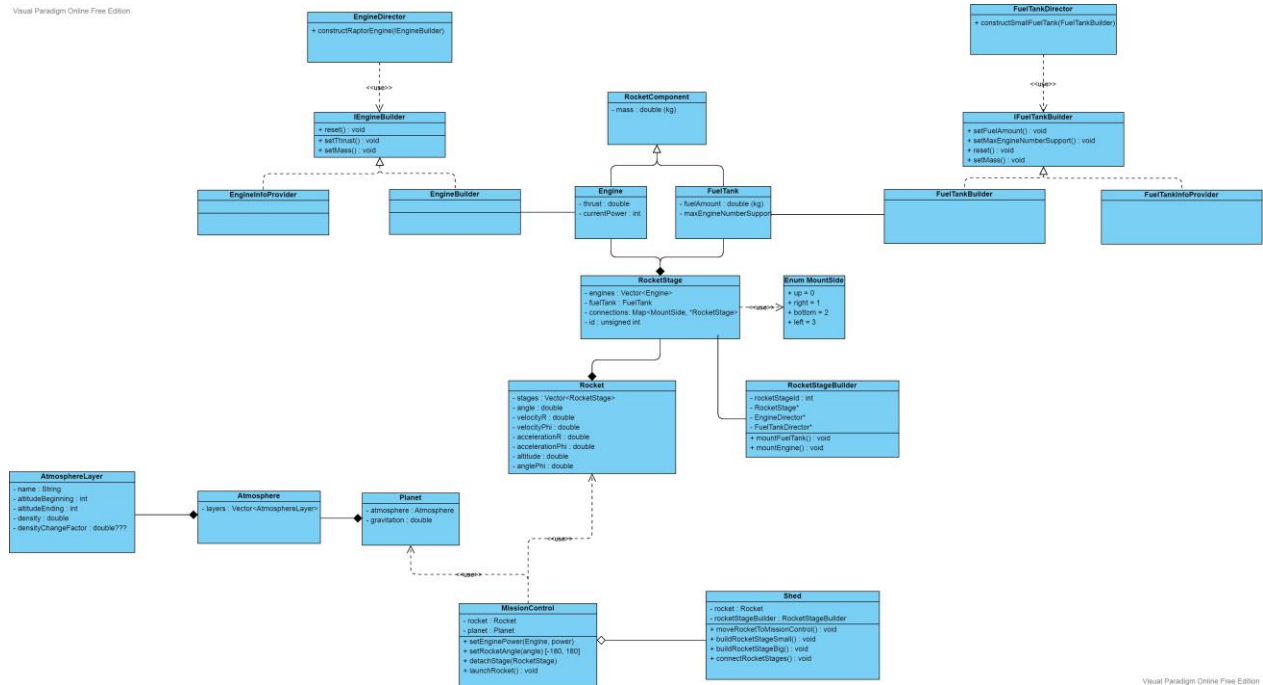 Visual Paradigm Online Free Edition
EngineDirector
+ constructRaptorEngine(IEngineBuilder)
FuelTankDirector
+ constructSmallFuelTank(FuelTankBuilder)
<<use>>
<<use>>
RocketComponent
- mass : double (kg)
IEngineBuilder
+ reset() : void
+ setThrust() : void
+ setMass() : void
IFuelTankBuilder
+ setFuelAmount() : void
+ setMaxEngineNumberSupport() : void
+ reset() : void
+ setMass() : void
EngineInfoProvider
EngineBuilder
Engine
- thrust : double
- currentPower : int
FuelTank
- fuelAmount : double (kg)
- maxEngineNumberSupport
FuelTankBuilder
FuelTankInfoProvider
RocketStage
- engines : Vector<Engine>
- fuelTank : FuelTank
- connections: Map<MountSide, *RocketStage>
- id : unsigned int
<<use>>
Enum MountSide
+ up = 0
+ right = 1
+ bottom = 2
+ left = 3
Rocket
- stages : Vector<RocketStage>
- angle : double
- velocityR : double
- velocityPhi : double
- accelerationR : double
- accelerationPhi : double
- altitude : double
- anglePhi : double
RocketStageBuilder
- rocketStageId : int
- RocketStage*
- EngineDirector*
- FuelTankDirector*
+ mountFuelTank() : void
+ mountEngine() : void
AtmosphereLayer
- name : String
- altitudeBeginning : int
- altitudeEnding : int
- density : double
- densityChangeFactor : double???
Atmosphere
- layers : Vector<AtmosphereLayer>
Planet
- atmosphere : Atmosphere
- gravitation : double
<<use>>
<<use>>
MissionControl
- rocket : Rocket
- planet : Planet
+ setEnginePower(Engine, power)
+ setRocketAngle(angle) [-180, 180]
+ detachStage(RocketStage)
+ launchRocket() : void
Shed
- rocket : Rocket
- rocketStageBuilder : RocketStageBuilder
+ moveRocketToMissionControl() : void
+ buildRocketStageSmall() : void
+ buildRocketStageBig() : void
+ connectRocketStages() : void
Visual Paradigm Online Free Edition